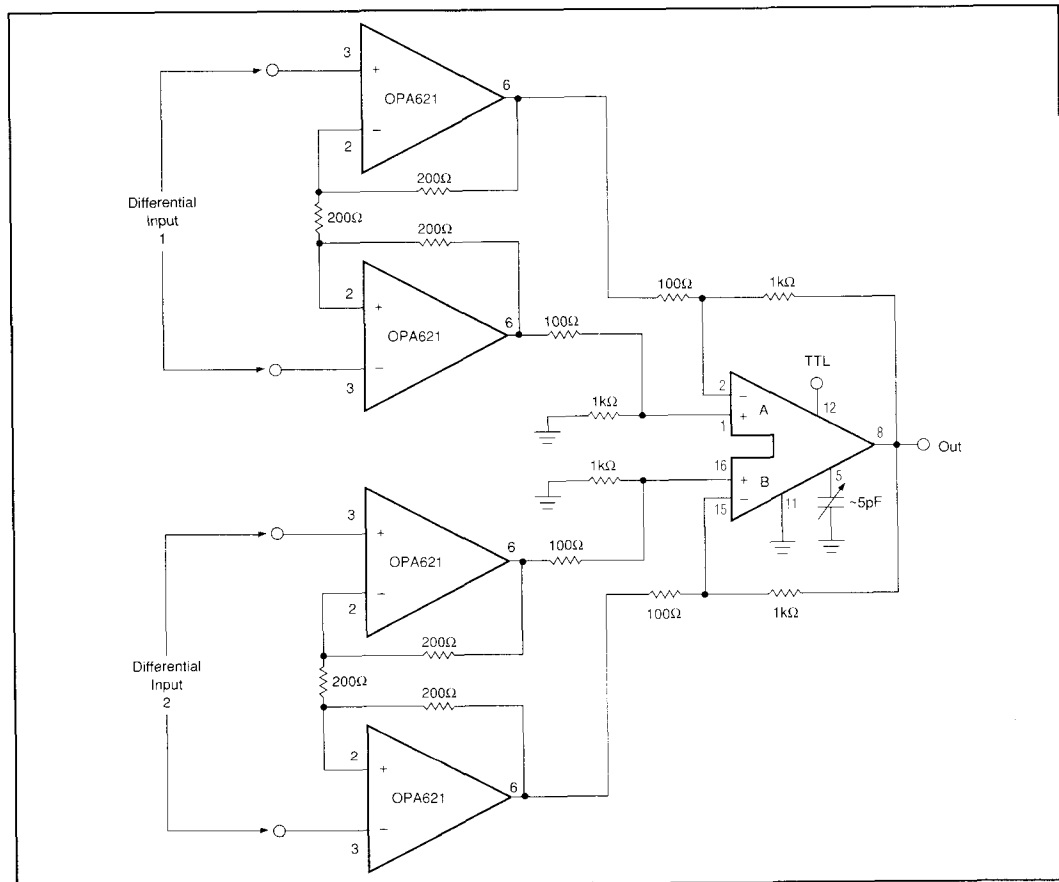 3
+
OPA621
6
−
2
200Ω
Differential
Input
1
200Ω
200Ω
2
+
OPA621
6
100Ω
−
3
100Ω
1kΩ
TTL
1kΩ
2
−
A
12
+
1
8
Out
1kΩ
16
+
B
5
−
15
11
~5pF
3
+
OPA621
6
100Ω
−
2
100Ω
1kΩ
200Ω
Differential
Input
2
200Ω
200Ω
2
+
OPA621
6
−
3